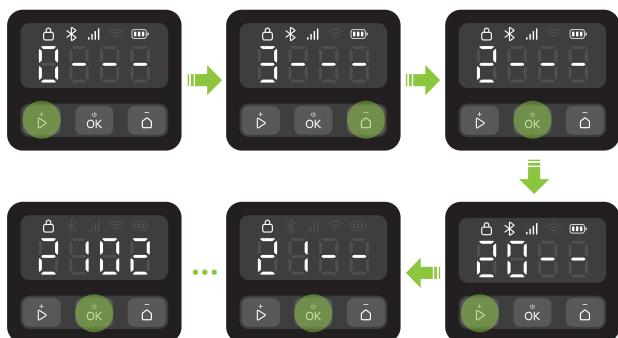 0---
+ OK −
3---
+ OK −
2---
+ OK −
20--
+ OK −
21--
+ OK −
2102
+ OK −